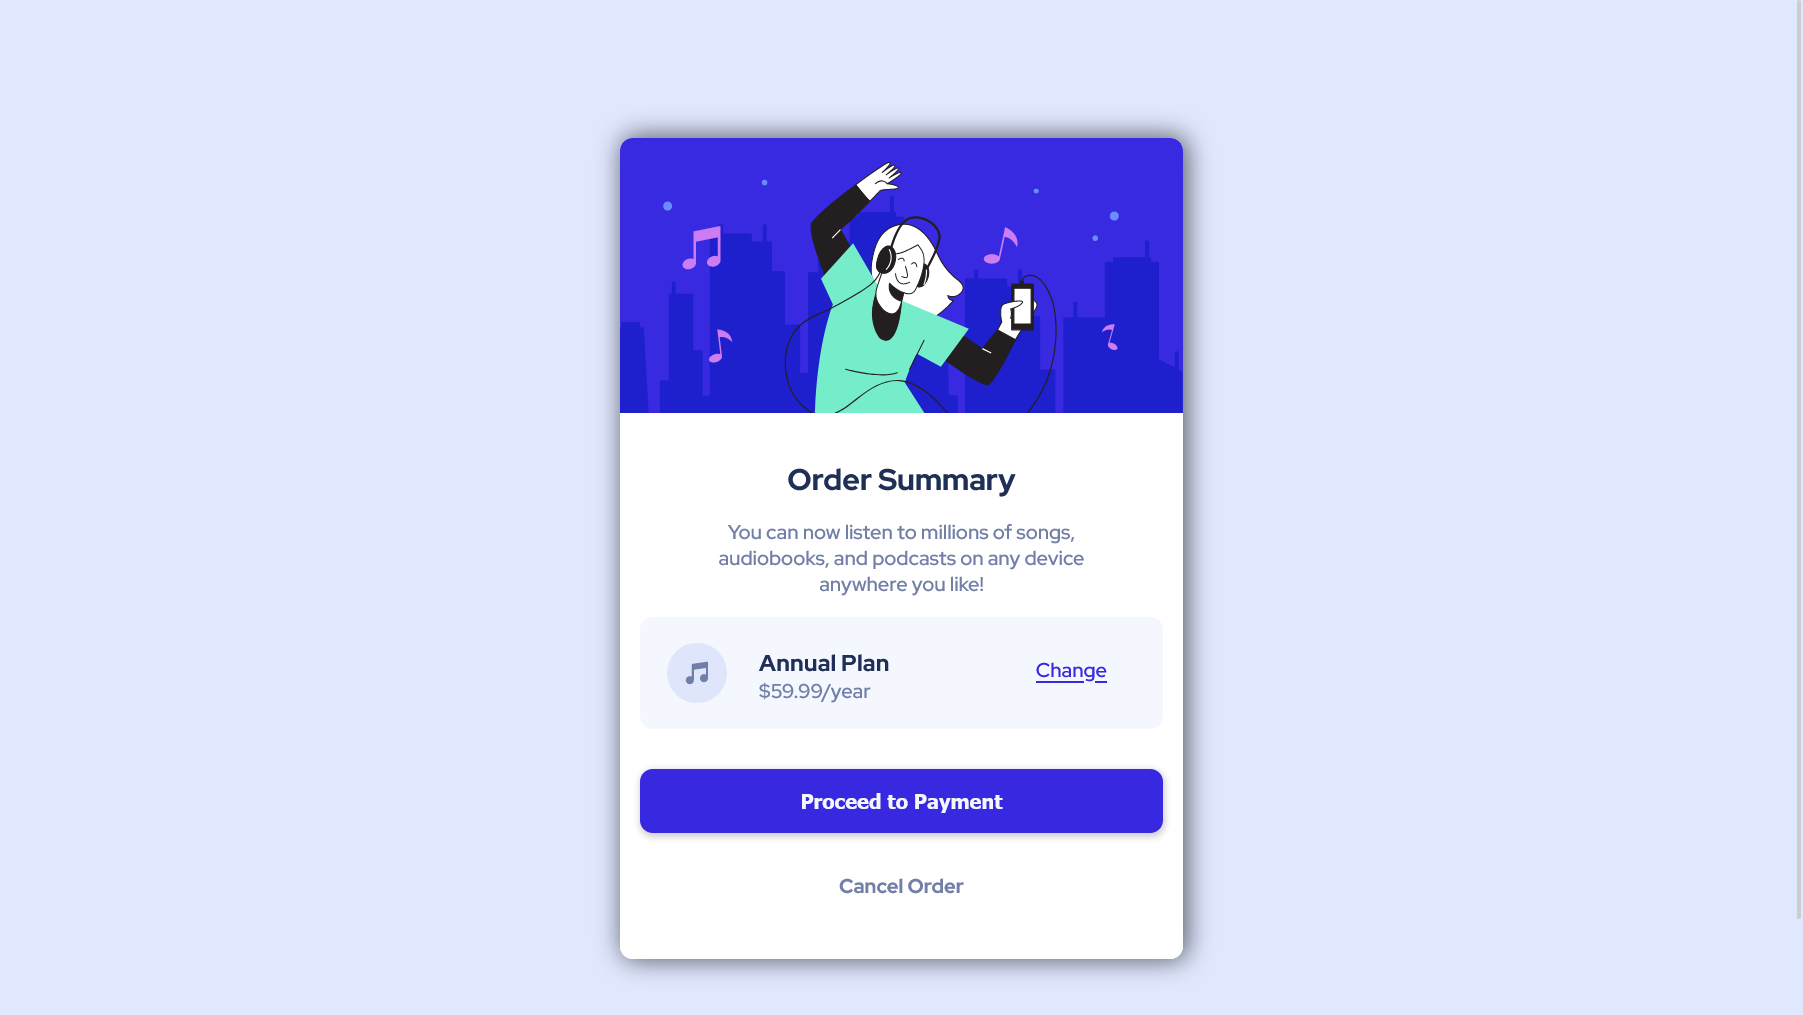 Order Summary
You can now listen to millions of songs,
audiobooks, and podcasts on any device
anywhere you like!
Annual Plan
$59.99/year
Change
Proceed to Payment
Cancel Order